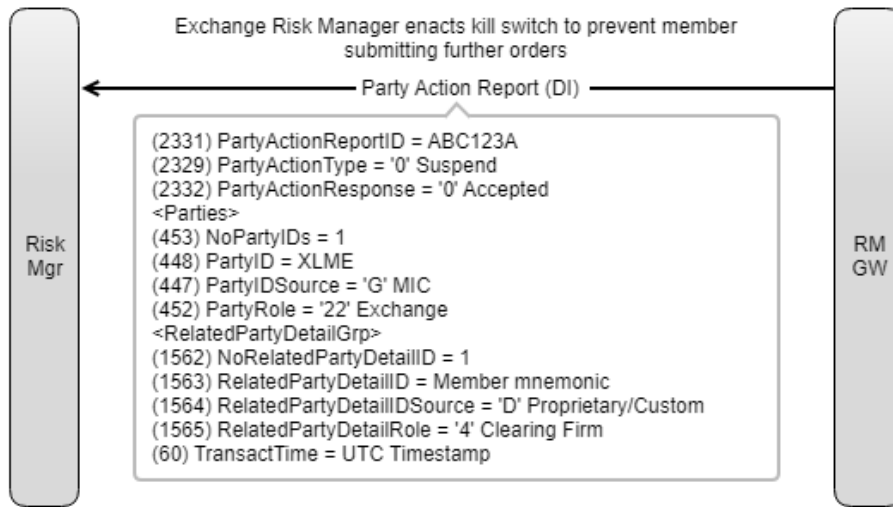 Exchange Risk Manager enacts kill switch to prevent member
submitting further orders
Party Action Report (DI)
(2331) PartyActionReportID = ABC123A
(2329) PartyActionType = '0' Suspend
(2332) PartyActionResponse = '0' Accepted
<Parties>
(453) NoPartyIDs = 1
(448) PartyID = XLME
(447) PartyIDSource = 'G' MIC
(452) PartyRole = '22' Exchange
<RelatedPartyDetailGrp>
(1562) NoRelatedPartyDetailID = 1
(1563) RelatedPartyDetailID = Member mnemonic
(1564) RelatedPartyDetailIDSource = 'D' Proprietary/Custom
(1565) RelatedPartyDetailRole = '4' Clearing Firm
(60) TransactTime = UTC Timestamp
Risk
Mgr
RM
GW